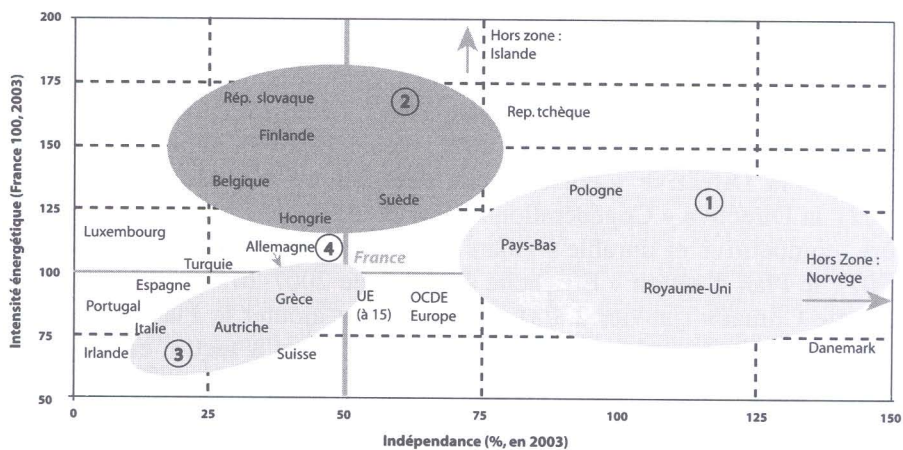 200
175
150
125
100
75
50
Intensité énergétique (France 100, 2003)
Hors zone :
Islande
Rép. slovaque
2
Rep. tchèque
Finlande
Belgique
Suède
Pologne
1
Hongrie
Luxembourg
Allemagne
4
France
Pays-Bas
Turquie
Hors Zone :
Norvège
Espagne
Royaume-Uni
Grèce
UE
(à 15)
OCDE
Europe
Portugal
Italie
Autriche
Irlande
3
Suisse
Danemark
0
25
50
75
100
125
150
Indépendance (%, en 2003)